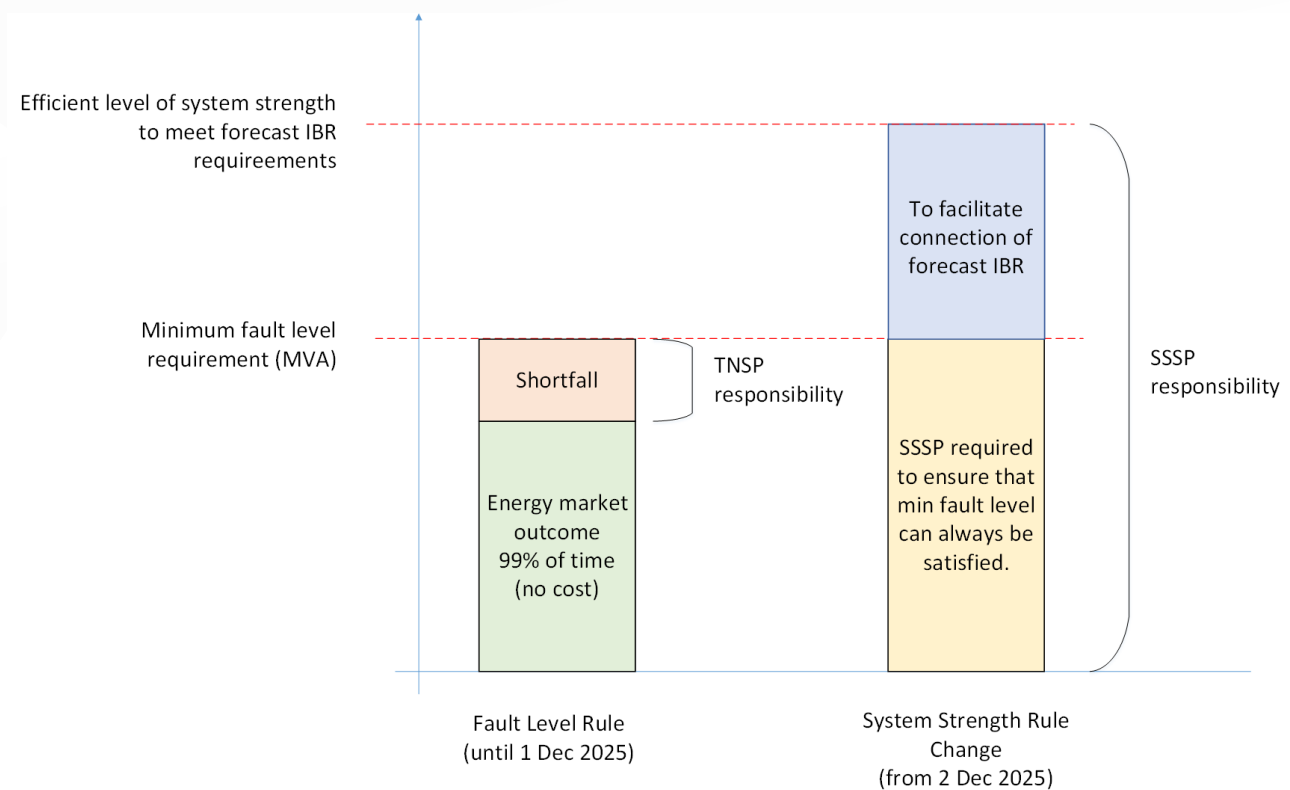 Efficient level of system strength
to meet forecast IBR
requireements
To facilitate
connection of
forecast IBR
Minimum fault level
requirement (MVA)
Shortfall
TNSP
responsibility
SSSP
responsibility
Energy market
outcome
99% of time
(no cost)
SSSP required
to ensure that
min fault level
can always be
satisfied.
Fault Level Rule
(until 1 Dec 2025)
System Strength Rule
Change
(from 2 Dec 2025)